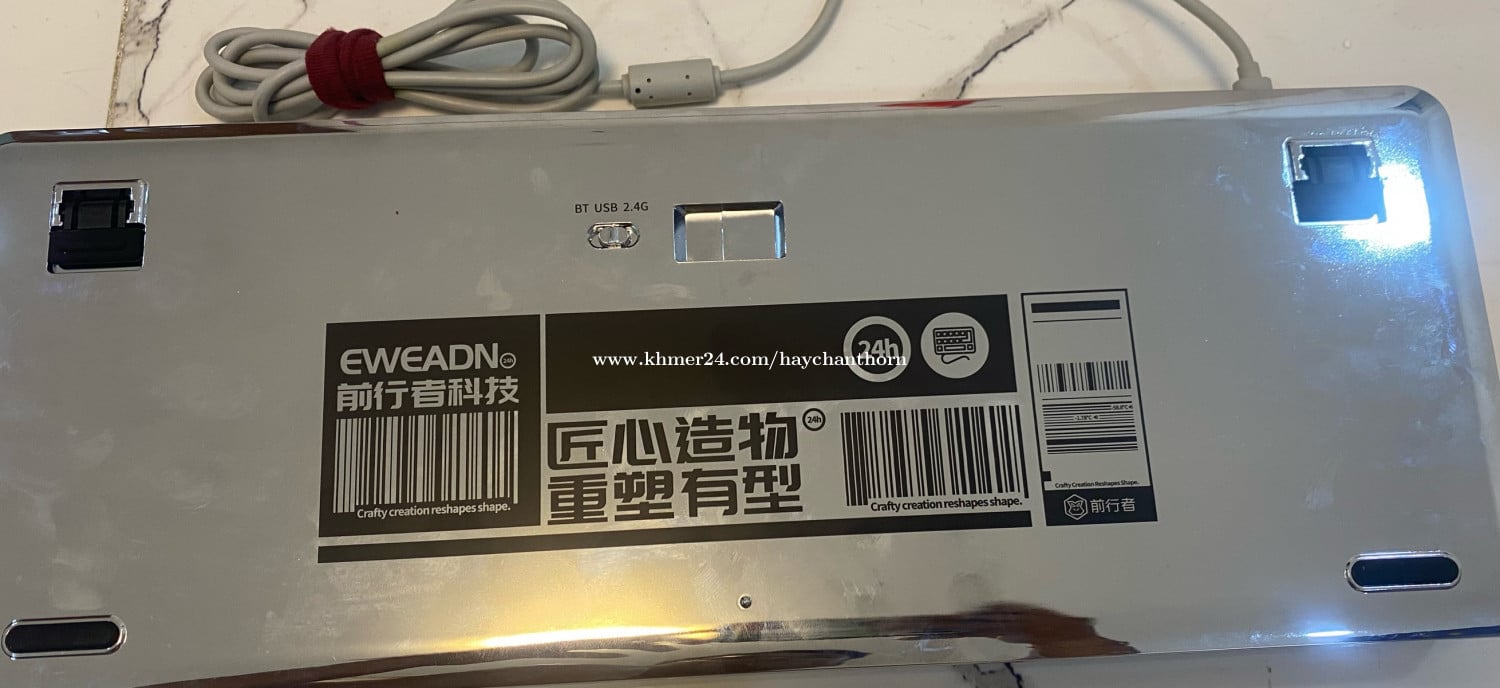 BT USB 2.4G
EWEADN 24h
前行者科技
Crafty creation reshapes shape.
24h
www.khmer24.com/haychanthorn
匠心造物 24h
重塑有型
Crafty creation reshapes shape.
Crafty Creation Reshapes Shape.
前行者